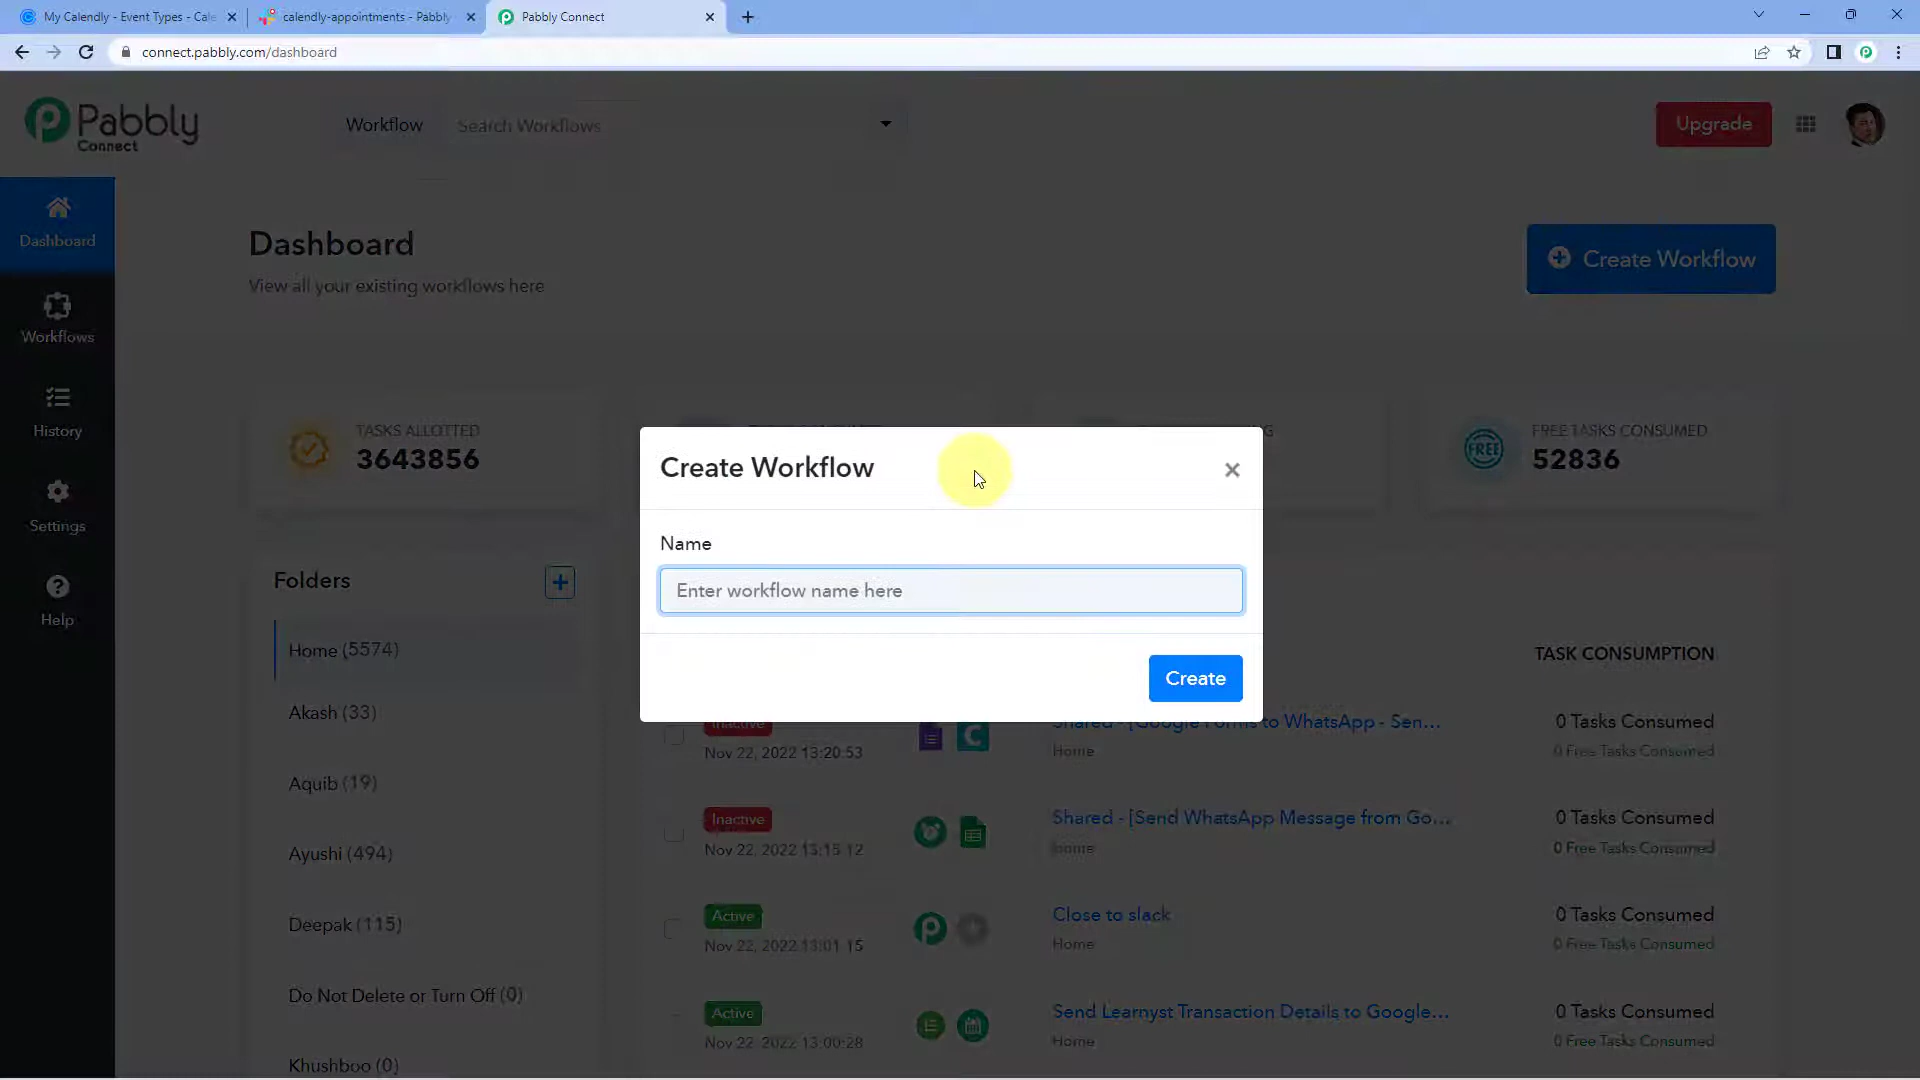 My Calendly - Event Types - Cale
calendly-appointments - Pabbly
Pabbly Connect
connect.pabbly.com/dashboard
Pabbly
Connect
Workflow
Search Workflows
Upgrade
Dashboard
Workflows
History
Settings
Help
Dashboard
View all your existing workflows here
Create Workflow
TASKS ALLOTTED
3643856
FREE TASKS CONSUMED
52836
Create Workflow
×
Name
Enter workflow name here
Create
Folders
Home (5574)
Akash (33)
Aquib (19)
Ayushi (494)
Deepak (115)
Do Not Delete or Turn Off (0)
Khushboo (0)
TASK CONSUMPTION
Inactive
Nov 22, 2022 13:20:53
Shared - [Google Forms to WhatsApp - Sen...
Home
0 Tasks Consumed
0 Free Tasks Consumed
Inactive
Nov 22, 2022 13:15:12
Shared - [Send WhatsApp Message from Go...
Home
0 Tasks Consumed
0 Free Tasks Consumed
Active
Nov 22, 2022 13:01:15
Close to slack
Home
0 Tasks Consumed
0 Free Tasks Consumed
Active
Nov 22, 2022 13:00:28
Send Learnyst Transaction Details to Google...
Home
0 Tasks Consumed
0 Free Tasks Consumed
FREE